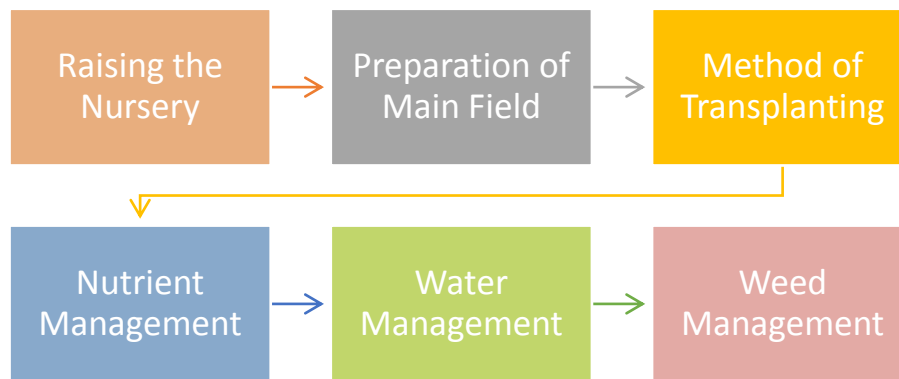 Raising the
Nursery
Preparation of
Main Field
Method of
Transplanting
Nutrient
Management
Water
Management
Weed
Management